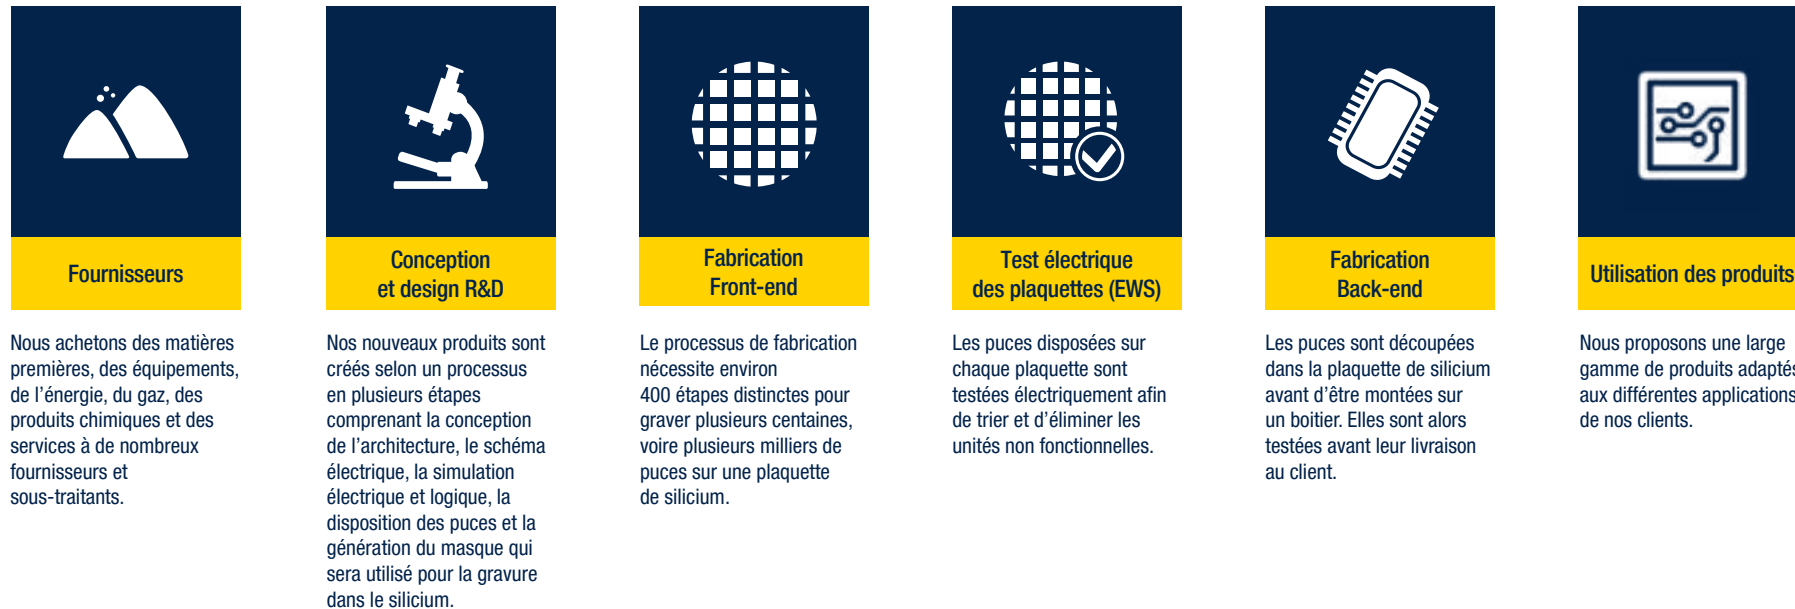 Fournisseurs
Nous achetons des matières
premières, des équipements,
de l'énergie, du gaz, des
produits chimiques et des
services à de nombreux
fournisseurs et
sous-traitants.
Conception
et design R&D
Nos nouveaux produits sont
créés selon un processus
en plusieurs étapes
comprenant la conception
de l'architecture, le schéma
électrique, la simulation
électrique et logique, la
disposition des puces et la
génération du masque qui
sera utilisé pour la gravure
dans le silicium.
Fabrication
Front-end
Le processus de fabrication
nécessite environ
400 étapes distinctes pour
graver plusieurs centaines,
voire plusieurs milliers de
puces sur une plaquette
de silicium.
Test électrique
des plaquettes (EWS)
Les puces disposées sur
chaque plaquette sont
testées électriquement afin
de trier et d'éliminer les
unités non fonctionnelles.
Fabrication
Back-end
Les puces sont découpées
dans la plaquette de silicium
avant d'être montées sur
un boitier. Elles sont alors
testées avant leur livraison
au client.
Utilisation des produits
Nous proposons une large
gamme de produits adaptés
aux différentes applications
de nos clients.